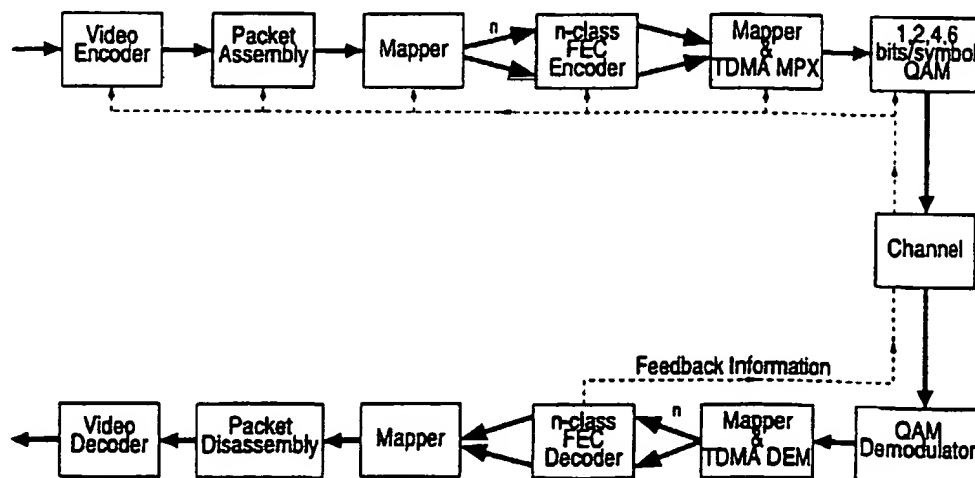 Video
Encoder
Packet
Assembly
Mapper
n
n-class
FEC
Encoder
Mapper
&
TDMA MPX
1,2,4,6
bits/symbol
QAM
Channel
Feedback Information
Video
Decoder
Packet
Disassembly
Mapper
n-class
FEC
Decoder
n
Mapper
&
TDMA DEM
QAM
Demodulator